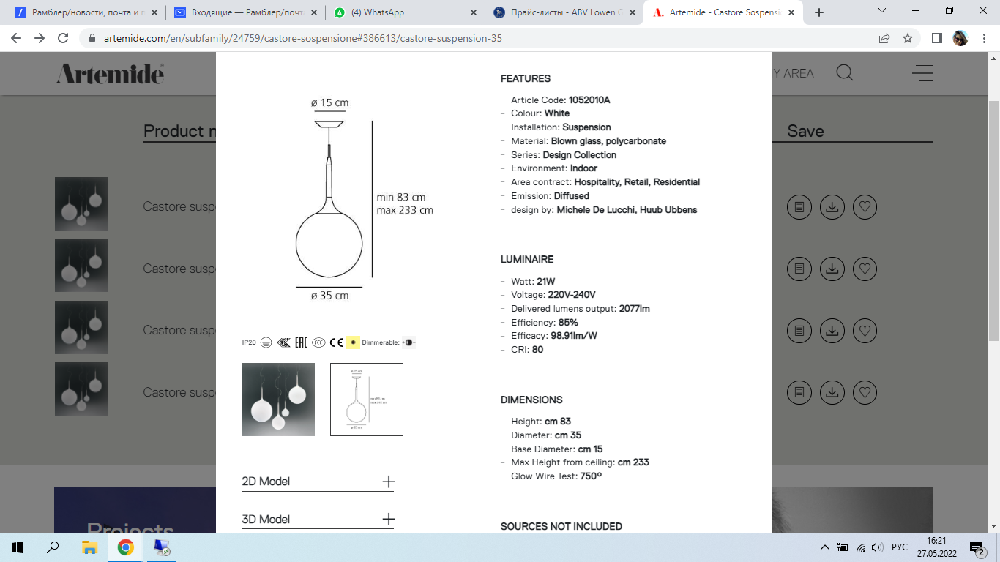 Рамблер/новости, почта и п
Входящие — Рамблер/почт
(4) WhatsApp
Прайс-листы - ABV Löwen G
Artemide - Castore Sospensi
artemide.com/en/subfamily/24759/castore-sospensione#386613/castore-suspension-35
Artemide
Y AREA
Product n
Save
Castore susp
Castore susp
Castore susp
Castore susp
ø 15 cm
min 83 cm
max 233 cm
ø 35 cm
IP20 EAC CCC CE Dimmerable:
ø 15 cm
ø 35 cm
2D Model
3D Model
FEATURES
- Article Code: 1052010A
- Colour: White
- Installation: Suspension
- Material: Blown glass, polycarbonate
- Series: Design Collection
- Environment: Indoor
- Area contract: Hospitality, Retail, Residential
- Emission: Diffused
- design by: Michele De Lucchi, Huub Ubbens
LUMINAIRE
- Watt: 21W
- Voltage: 220V-240V
- Delivered lumens output: 2077lm
- Efficiency: 85%
- Efficacy: 98.91lm/W
- CRI: 80
DIMENSIONS
- Height: cm 83
- Diameter: cm 35
- Base Diameter: cm 15
- Max Height from ceiling: cm 233
- Glow Wire Test: 750°
SOURCES NOT INCLUDED
Projects
РУС
16:21
27.05.2022
2